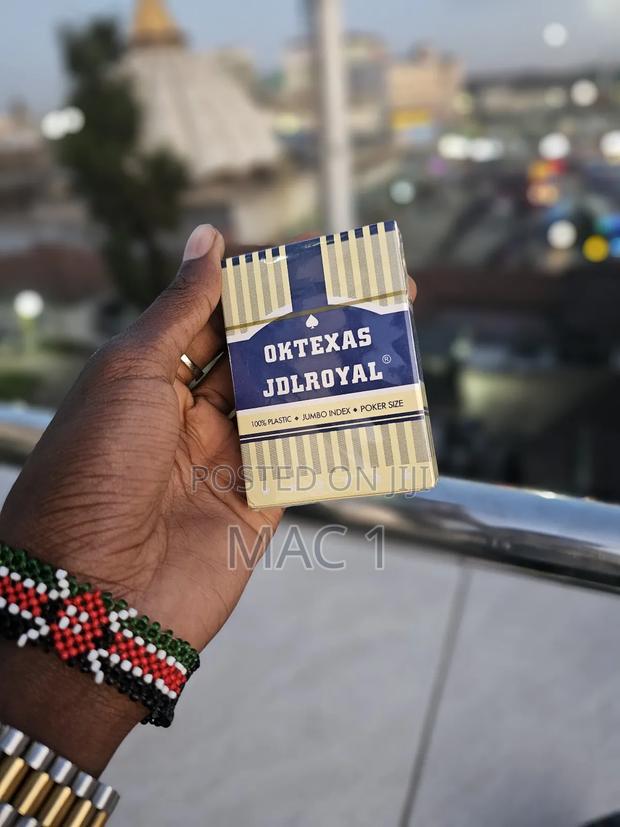 OKTEXAS
JDLROYAL®
100% PLASTIC ◆ JUMBO INDEX ◆ POKER SIZE
POSTED ON JIJI
MAC 1